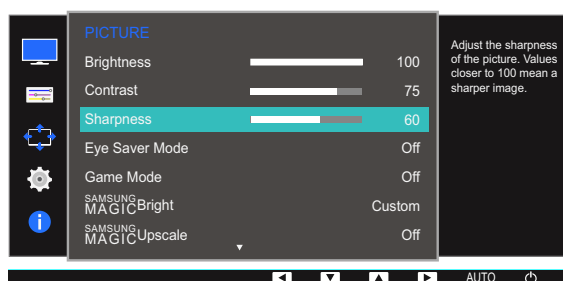 PICTURE
Brightness 100
Contrast 75
Sharpness 60
Eye Saver Mode Off
Game Mode Off
SAMSUNG
MAGICBright Custom
SAMSUNG
MAGICUpscale Off
Adjust the sharpness
of the picture. Values
closer to 100 mean a
sharper image.
AUTO